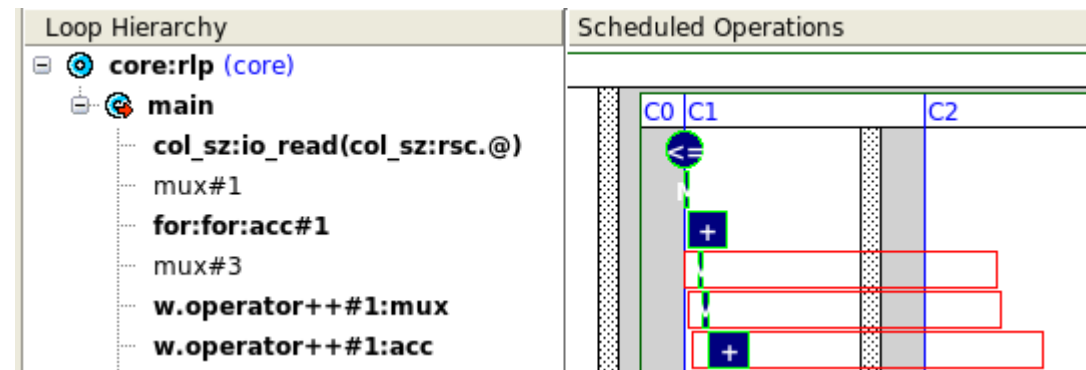 Loop Hierarchy
Scheduled Operations
core:rlp (core)
main
C0 C1 C2
col_sz:io_read(col_sz:rsc.@)
<=
mux#1
for:for:acc#1
+
mux#3
w.operator++#1:mux
w.operator++#1:acc
+